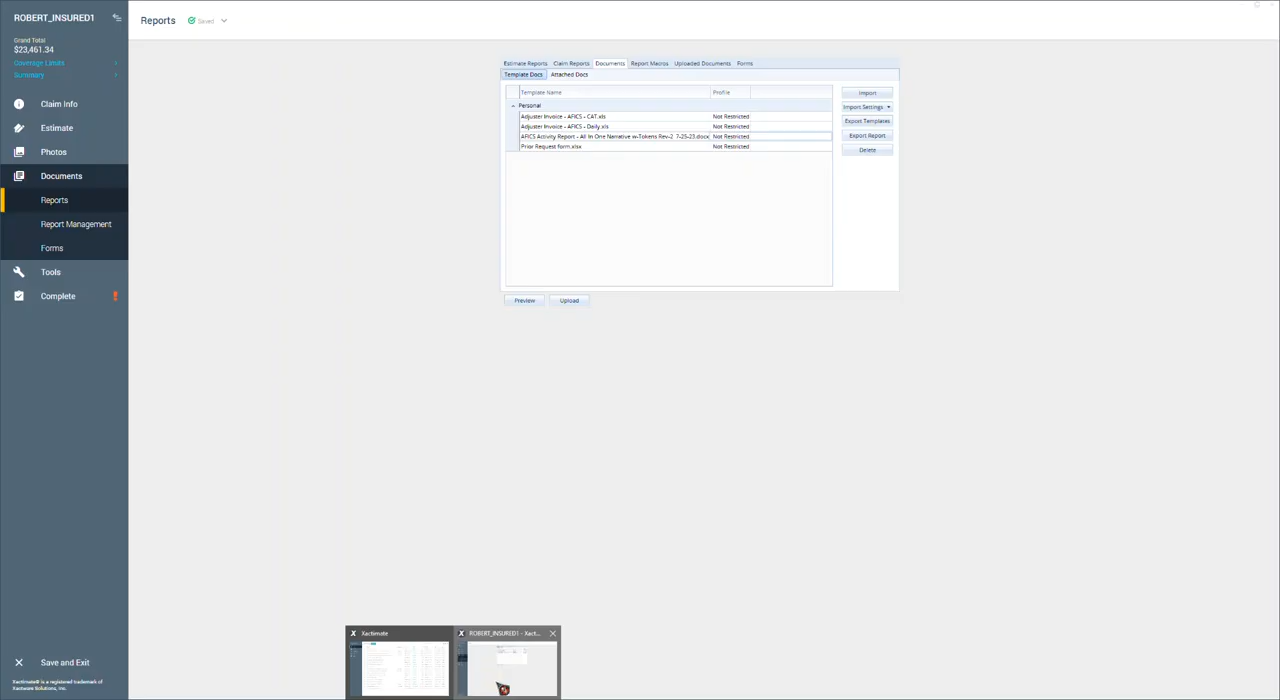 ROBERT_INSURED1
Grand Total
$23,461.34
Coverage Limits
Summary
Claim Info
Estimate
Photos
Documents
Reports
Report Management
Forms
Tools
Complete
Save and Exit
Xactimate® is a registered trademark of
Xactware Solutions, Inc.
Reports Saved
Estimate Reports Claim Reports Documents Report Macros Uploaded Documents Forms
Template Docs Attached Docs
Template Name Profile
Personal
Adjuster Invoice - AFICS - CAT.xls Not Restricted
Adjuster Invoice - AFICS - Daily.xls Not Restricted
AFICS Activity Report - All In One Narrative w-Tokens Rev-2 7-25-23.docx Not Restricted
Prior Request form.xlsx Not Restricted
Import
Import Settings
Export Templates
Export Report
Delete
Preview Upload
Xactimate
ROBERT_INSURED1 - Xact...